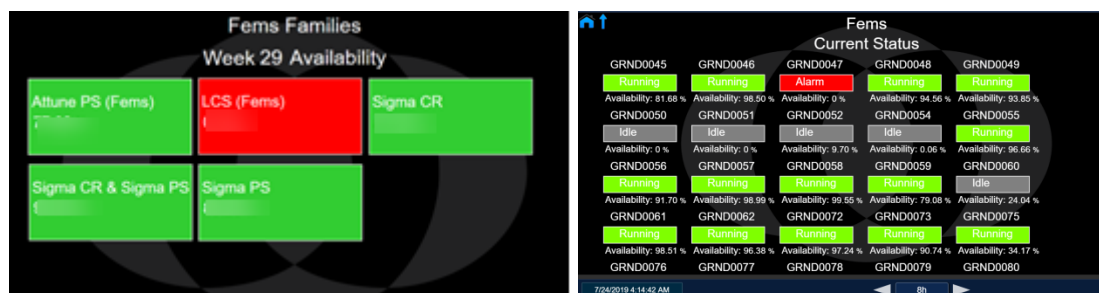 Fems Families
Week 29 Availability
Attune PS (Fems)
LCS (Fems)
Sigma CR
Sigma CR & Sigma PS
Sigma PS
Fems
Current Status
GRND0045 GRND0046 GRND0047 GRND0048 GRND0049
Running Running Alarm Running Running
Availability: 81.68 % Availability: 98.50 % Availability: 0 % Availability: 94.56 % Availability: 93.85 %
GRND0050 GRND0051 GRND0052 GRND0054 GRND0055
Idle Idle Idle Idle Running
Availability: 0 % Availability: 0 % Availability: 9.70 % Availability: 0.06 % Availability: 96.66 %
GRND0056 GRND0057 GRND0058 GRND0059 GRND0060
Running Running Running Running Idle
Availability: 91.70 % Availability: 98.99 % Availability: 99.55 % Availability: 79.08 % Availability: 24.04 %
GRND0061 GRND0062 GRND0072 GRND0073 GRND0075
Running Running Running Running Running
Availability: 98.51 % Availability: 96.38 % Availability: 97.24 % Availability: 90.74 % Availability: 34.17 %
GRND0076 GRND0077 GRND0078 GRND0079 GRND0080
7/24/2019 4:14:42 AM 8h